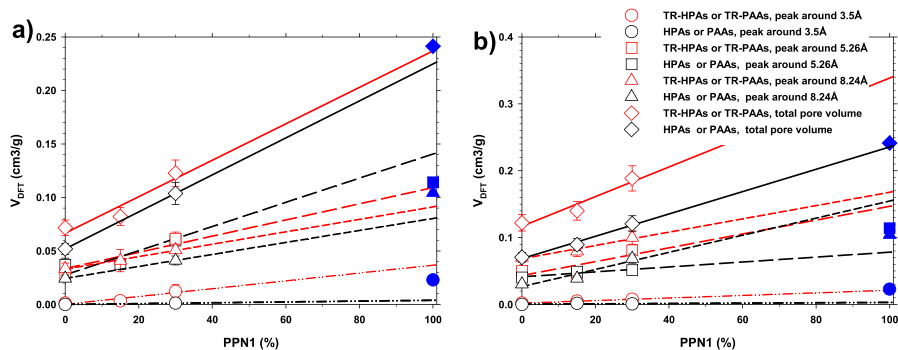 a)
0.25
0.20
0.15
0.10
0.05
0.00
V_DFT (cm3/g)
0 20 40 60 80 100
PPN1 (%)
b)
0.4
0.3
0.2
0.1
0.0
V_DFT (cm3/g)
0 20 40 60 80 100
PPN1 (%)
TR-HPAs or TR-PAAs, peak around 3.5Å
HPAs or PAAs, peak around 3.5Å
TR-HPAs or TR-PAAs, peak around 5.26Å
HPAs or PAAs, peak around 5.26Å
TR-HPAs or TR-PAAs, peak around 8.24Å
HPAs or PAAs, peak around 8.24Å
TR-HPAs or TR-PAAs, total pore volume
HPAs or PAAs, total pore volume